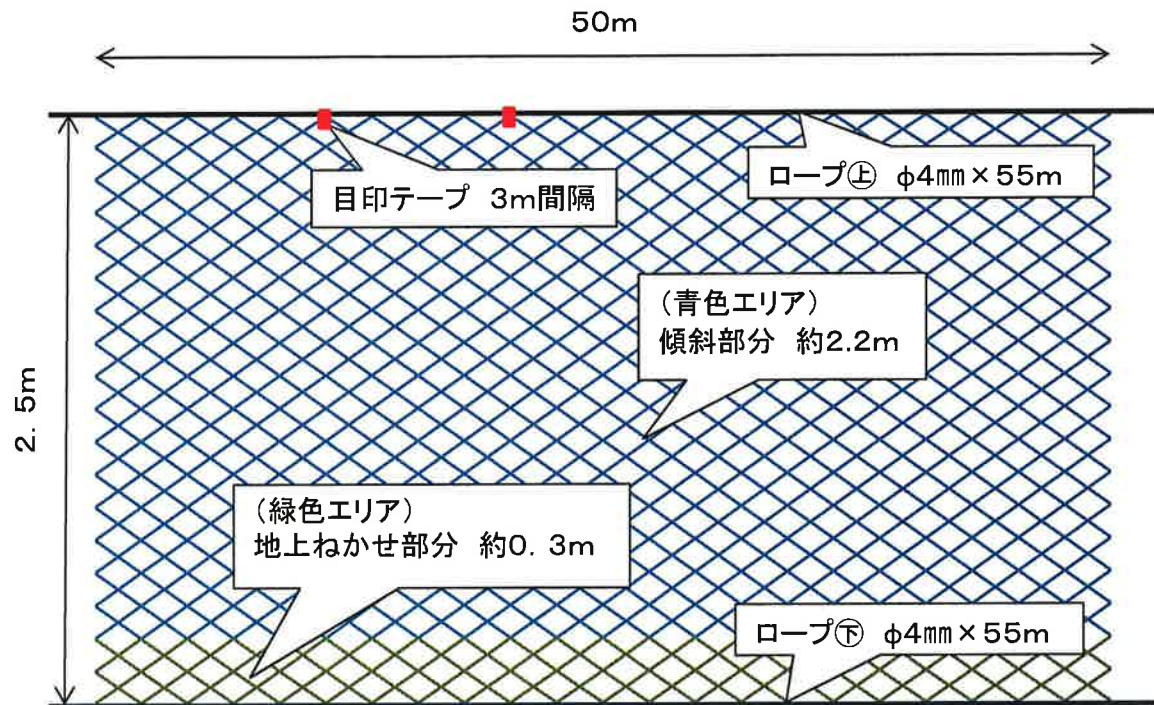 50m
目印テープ 3m間隔
ロープ㊤ φ4㎜×55m
(青色エリア)
傾斜部分 約2.2m
2.5m
(緑色エリア)
地上ねかせ部分 約0.3m
ロープ㊦ φ4㎜×55m